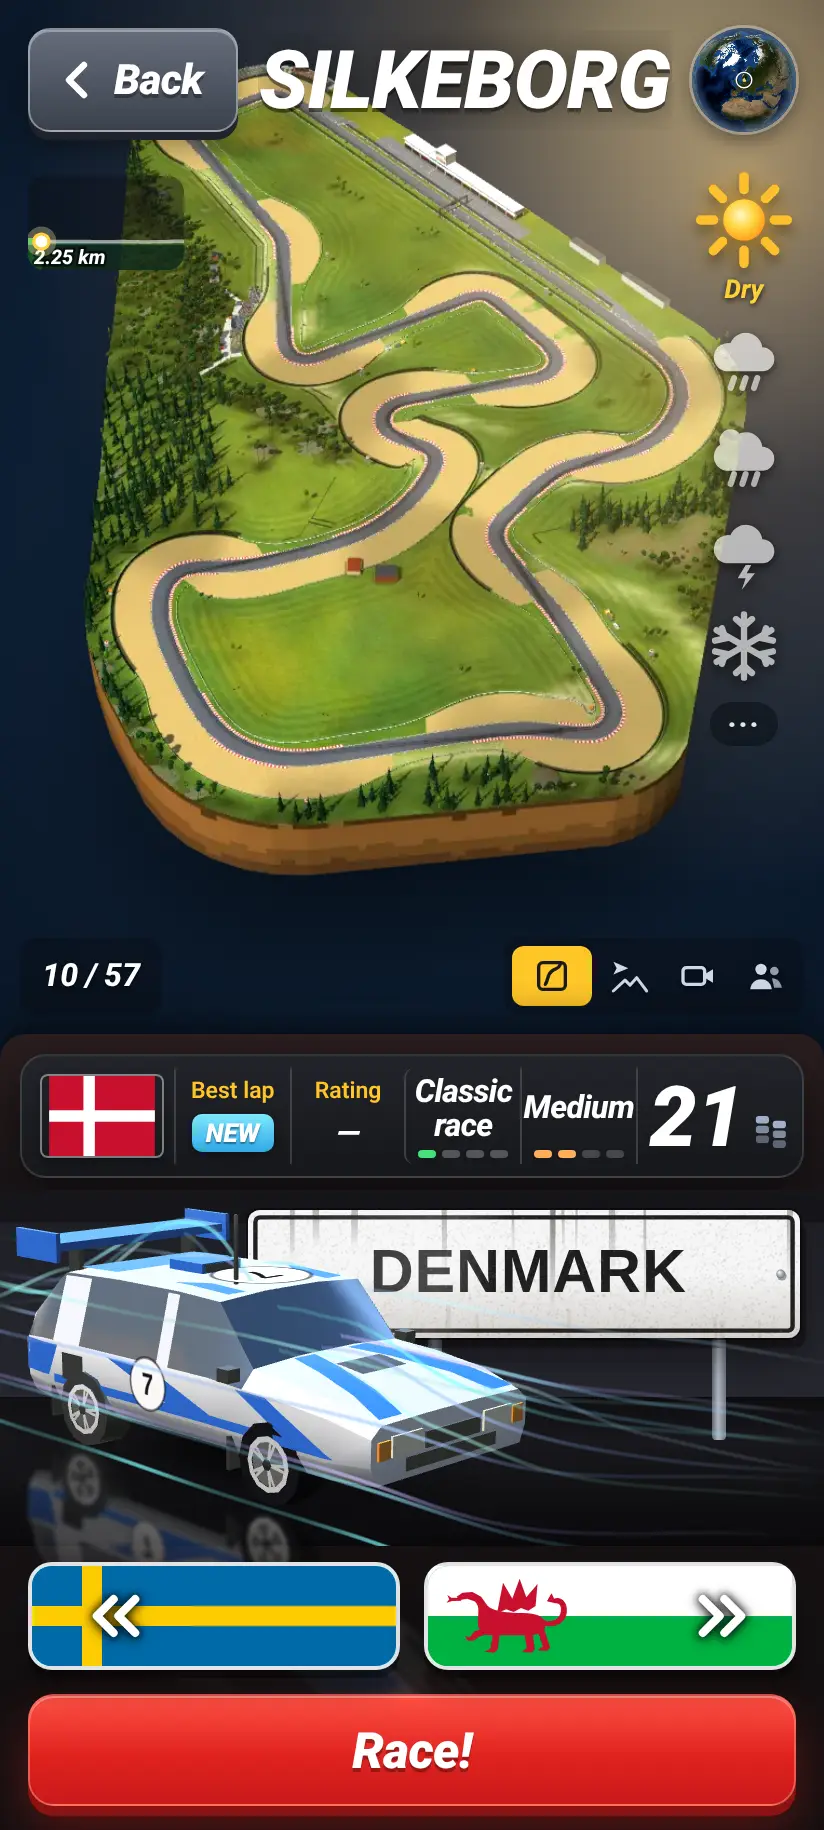 Back
SILKEBORG
2.25 km
Dry
10 / 57
Best lap
NEW
Rating
–
Classic race
Medium
21
DENMARK
7
Race!